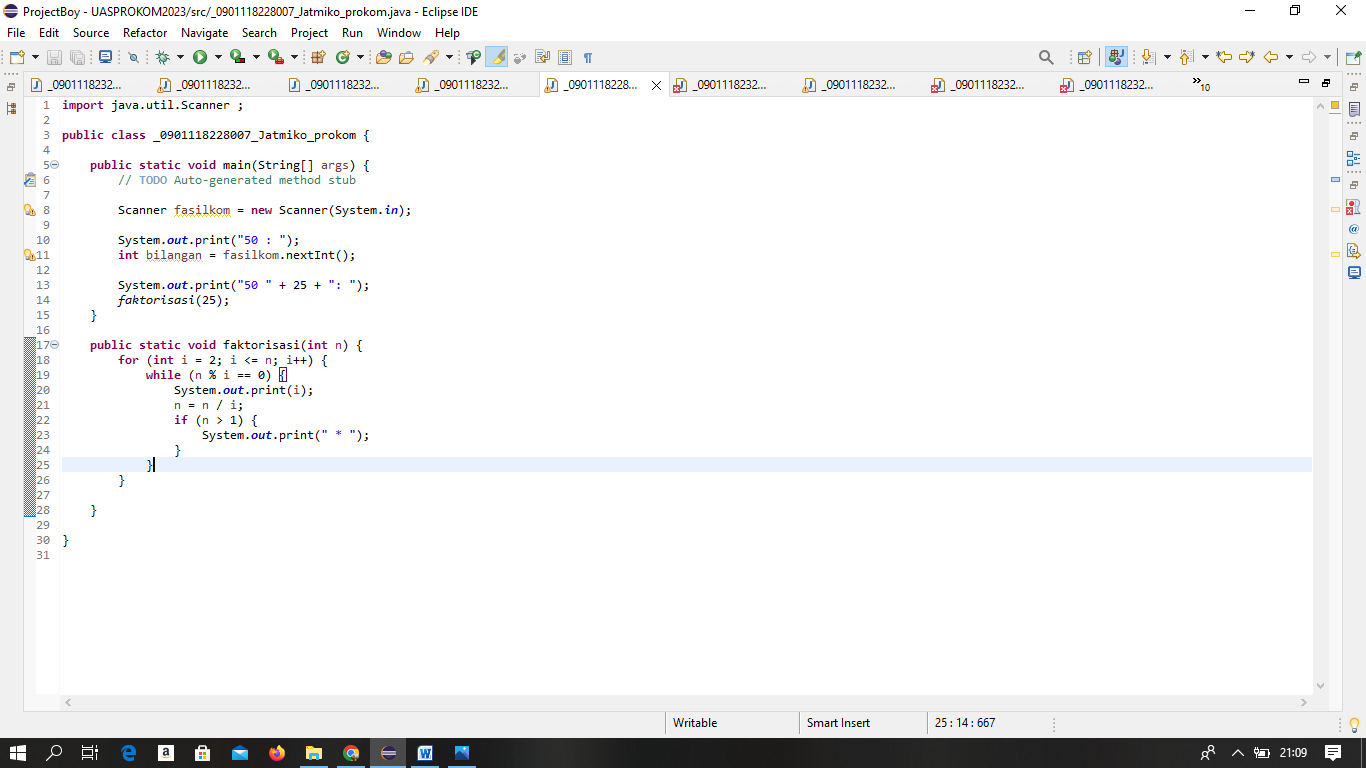 ProjectBoy - UASPROKOM2023/src/_0901118228007_Jatmiko_prokom.java - Eclipse IDE
File Edit Source Refactor Navigate Search Project Run Window Help
_0901118232... _0901118232... _0901118232... _0901118232... _0901118228... _0901118232... _0901118232... _0901118232... _0901118232... »10
1 import java.util.Scanner ;
2
3 public class _0901118228007_Jatmiko_prokom {
4
5 public static void main(String[] args) {
6 // TODO Auto-generated method stub
7
8 Scanner fasilkom = new Scanner(System.in);
9
10 System.out.print("50 : ");
11 int bilangan = fasilkom.nextInt();
12
13 System.out.print("50 " + 25 + ": ");
14 faktorisasi(25);
15 }
16
17 public static void faktorisasi(int n) {
18 for (int i = 2; i <= n; i++) {
19 while (n % i == 0) {
20 System.out.print(i);
21 n = n / i;
22 if (n > 1) {
23 System.out.print(" * ");
24 }
25 }
26 }
27
28 }
29
30 }
31
Writable Smart Insert 25 : 14 : 667
21:09